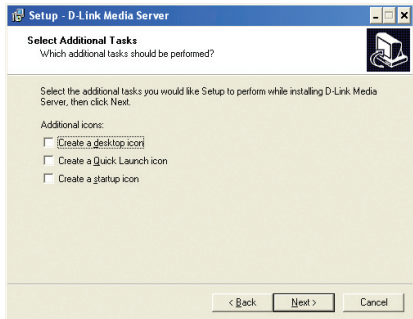 Setup - D-Link Media Server
Select Additional Tasks
Which additional tasks should be performed?
Select the additional tasks you would like Setup to perform while installing D-Link Media
Server, then click Next.
Additional icons:
Create a desktop icon
Create a Quick Launch icon
Create a startup icon
< Back Next > Cancel